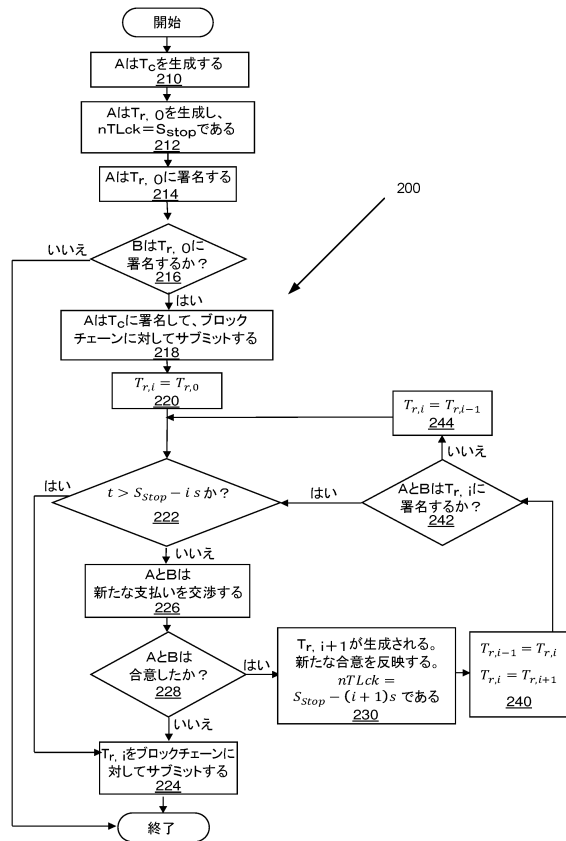 開始
AはTcを生成する
210
AはTr, 0を生成し、
nTLck=Sstopである
212
AはTr, 0に署名する
214
200
BはTr, 0に
署名するか？
216
いいえ
はい
AはTcに署名して、ブロック
チェーンに対してサブミットする
218
Tr,i = Tr,0
220
Tr,i = Tr,i−1
244
いいえ
t > SStop − i s か？
222
はい
いいえ
AとBはTr, iに
署名するか？
242
はい
AとBは
新たな支払いを交渉する
226
AとBは
合意したか？
228
はい
いいえ
Tr, i+1が生成される。
新たな合意を反映する。
nTLck =
SStop − (i + 1)s である
230
Tr,i−1 = Tr,i
Tr,i = Tr,i+1
240
Tr, iをブロックチェーンに
対してサブミットする
224
終了